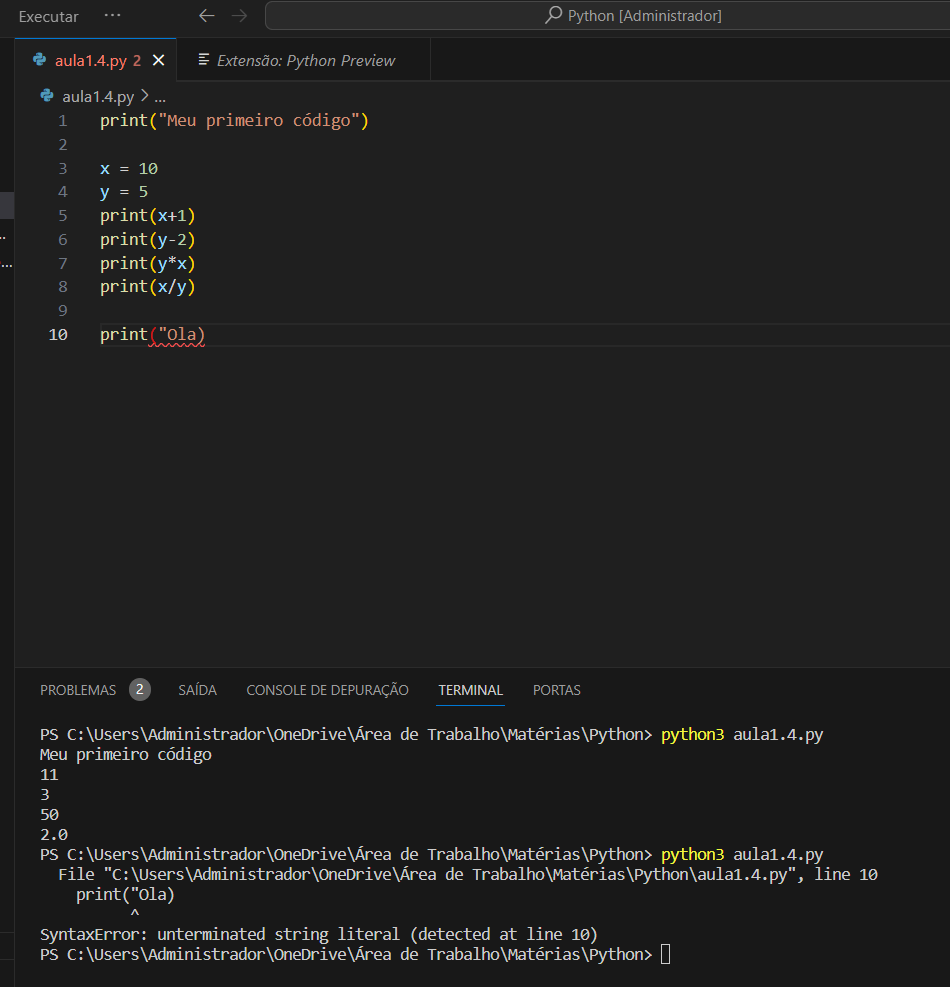 Executar ... ← → Python [Administrador]
aula1.4.py 2 × Extensão: Python Preview
aula1.4.py > ...
1 print("Meu primeiro código")
2
3 x = 10
4 y = 5
5 print(x+1)
6 print(y-2)
7 print(y*x)
8 print(x/y)
9
10 print("Ola)
PROBLEMAS 2 SAÍDA CONSOLE DE DEPURAÇÃO TERMINAL PORTAS
PS C:\Users\Administrador\OneDrive\Área de Trabalho\Matérias\Python> python3 aula1.4.py
Meu primeiro código
11
3
50
2.0
PS C:\Users\Administrador\OneDrive\Área de Trabalho\Matérias\Python> python3 aula1.4.py
  File "C:\Users\Administrador\OneDrive\Área de Trabalho\Matérias\Python\aula1.4.py", line 10
    print("Ola)
          ^
SyntaxError: unterminated string literal (detected at line 10)
PS C:\Users\Administrador\OneDrive\Área de Trabalho\Matérias\Python>